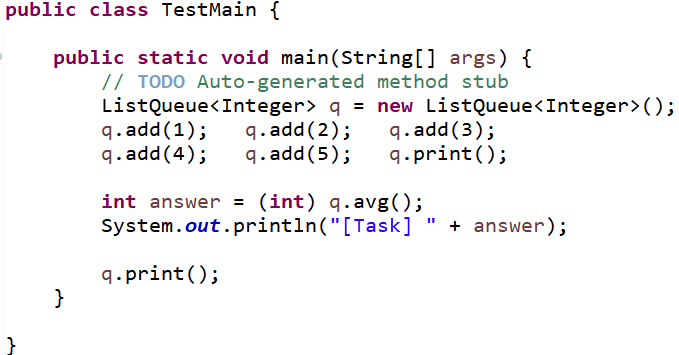 public class TestMain {
public static void main(String[] args) {
// TODO Auto-generated method stub
ListQueue<Integer> q = new ListQueue<Integer>();
q.add(1);   q.add(2);   q.add(3);
q.add(4);   q.add(5);   q.print();
int answer = (int) q.avg();
System.out.println("[Task] " + answer);
q.print();
}
}